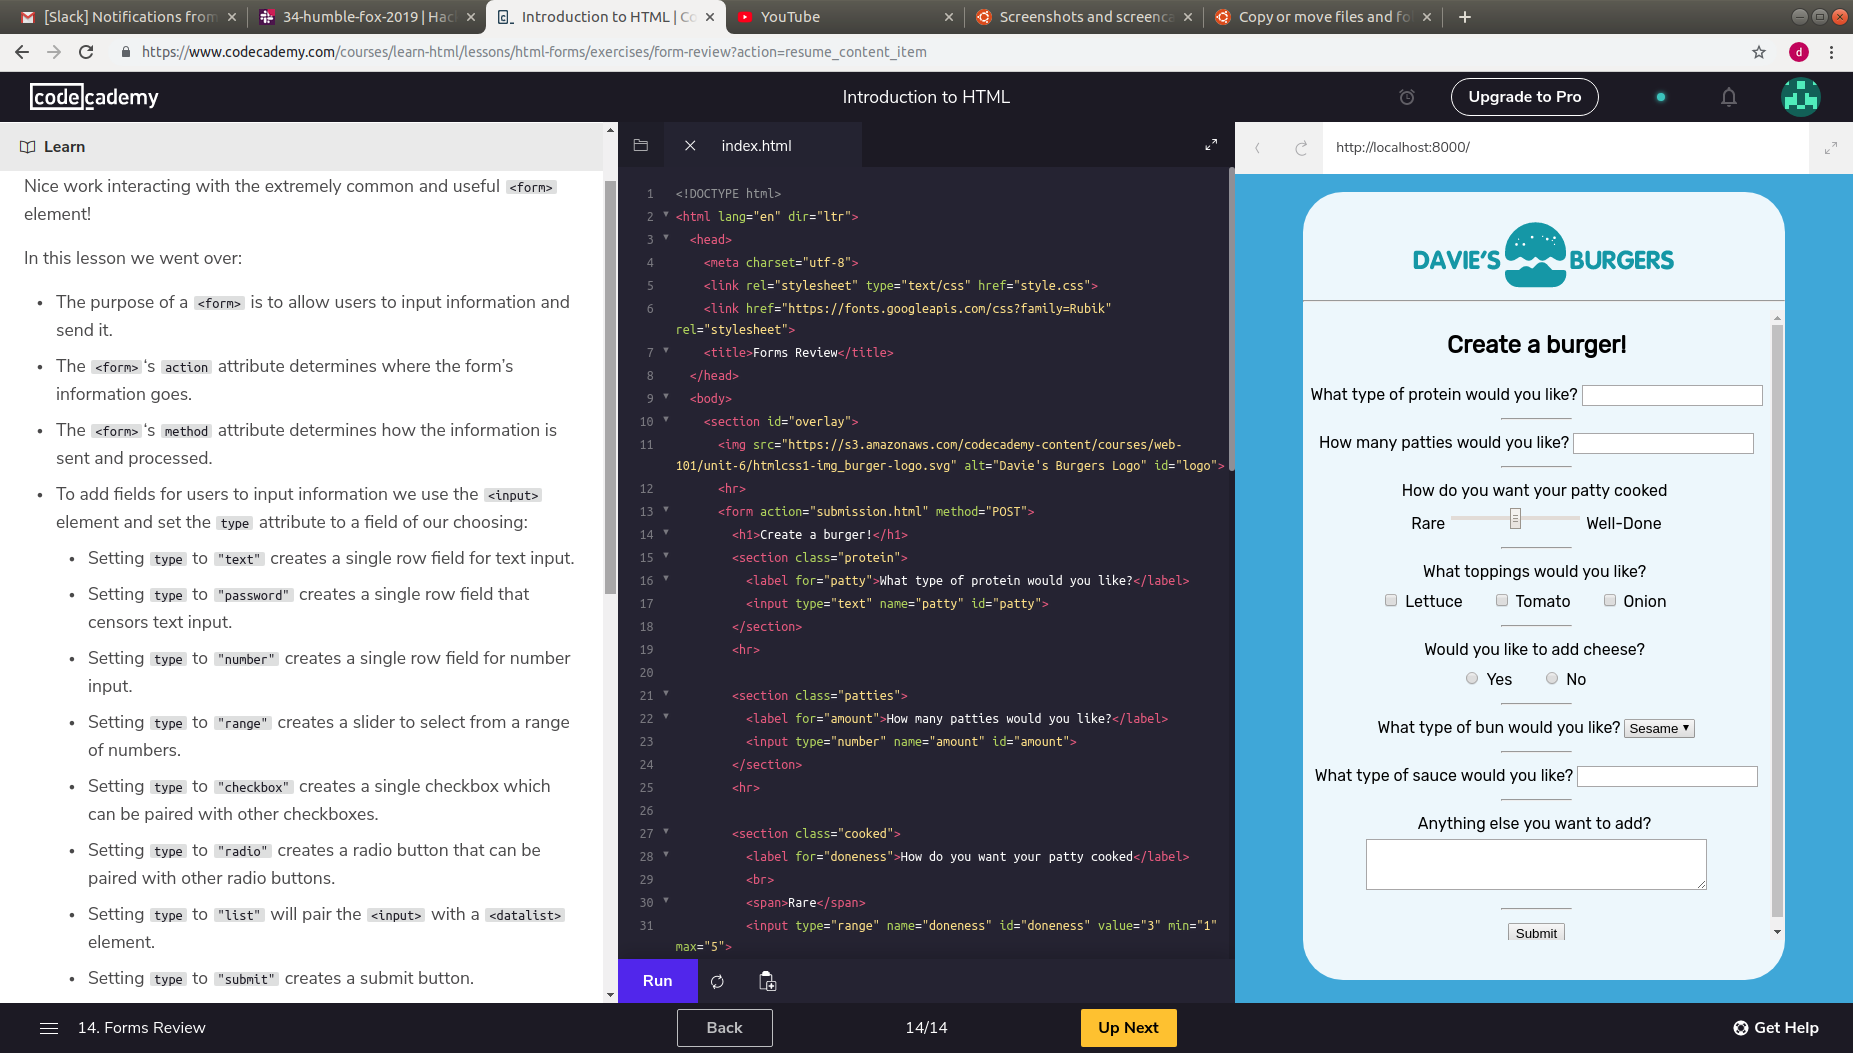 [Slack] Notifications from
34-humble-fox-2019 | Hac
Introduction to HTML | Co
YouTube
Screenshots and screenca
Copy or move files and fol
https://www.codecademy.com/courses/learn-html/lessons/html-forms/exercises/form-review?action=resume_content_item
d
codecademy
Introduction to HTML
Upgrade to Pro
Learn
Nice work interacting with the extremely common and useful <form>
element!
In this lesson we went over:
• The purpose of a <form> is to allow users to input information and
send it.
• The <form>‘s action attribute determines where the form’s
information goes.
• The <form>‘s method attribute determines how the information is
sent and processed.
• To add fields for users to input information we use the <input>
element and set the type attribute to a field of our choosing:
• Setting type to "text" creates a single row field for text input.
• Setting type to "password" creates a single row field that
censors text input.
• Setting type to "number" creates a single row field for number
input.
• Setting type to "range" creates a slider to select from a range
of numbers.
• Setting type to "checkbox" creates a single checkbox which
can be paired with other checkboxes.
• Setting type to "radio" creates a radio button that can be
paired with other radio buttons.
• Setting type to "list" will pair the <input> with a <datalist>
element.
• Setting type to "submit" creates a submit button.
index.html
1 <!DOCTYPE html>
2 <html lang="en" dir="ltr">
3 <head>
4 <meta charset="utf-8">
5 <link rel="stylesheet" type="text/css" href="style.css">
6 <link href="https://fonts.googleapis.com/css?family=Rubik"
rel="stylesheet">
7 <title>Forms Review</title>
8 </head>
9 <body>
10 <section id="overlay">
11 <img src="https://s3.amazonaws.com/codecademy-content/courses/web-
101/unit-6/htmlcss1-img_burger-logo.svg" alt="Davie's Burgers Logo" id="logo">
12 <hr>
13 <form action="submission.html" method="POST">
14 <h1>Create a burger!</h1>
15 <section class="protein">
16 <label for="patty">What type of protein would you like?</label>
17 <input type="text" name="patty" id="patty">
18 </section>
19 <hr>
20
21 <section class="patties">
22 <label for="amount">How many patties would you like?</label>
23 <input type="number" name="amount" id="amount">
24 </section>
25 <hr>
26
27 <section class="cooked">
28 <label for="doneness">How do you want your patty cooked</label>
29 <br>
30 <span>Rare</span>
31 <input type="range" name="doneness" id="doneness" value="3" min="1"
max="5">
Run
http://localhost:8000/
DAVIE'S BURGERS
Create a burger!
What type of protein would you like?
How many patties would you like?
How do you want your patty cooked
Rare Well-Done
What toppings would you like?
Lettuce Tomato Onion
Would you like to add cheese?
Yes No
What type of bun would you like? Sesame
What type of sauce would you like?
Anything else you want to add?
Submit
14. Forms Review
Back
14/14
Up Next
Get Help